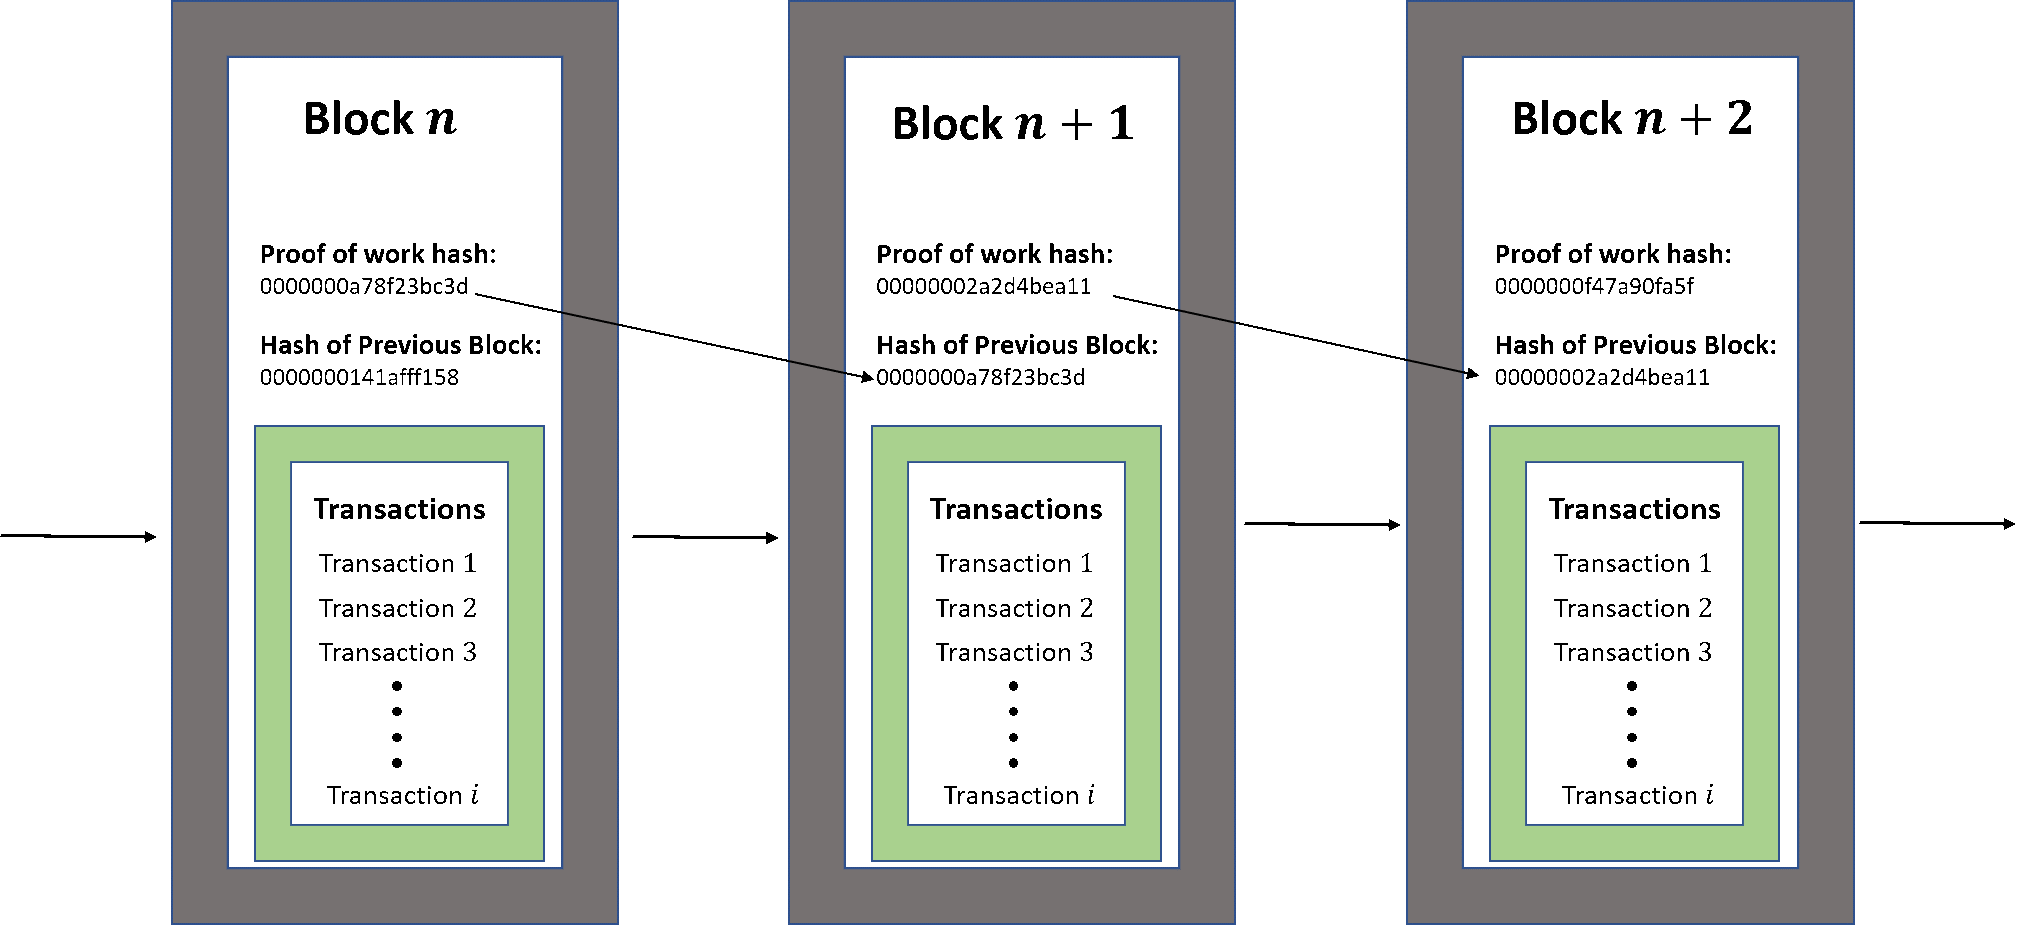 Block n
Proof of work hash:
0000000a78f23bc3d
Hash of Previous Block:
0000000141afff158
Transactions
Transaction 1
Transaction 2
Transaction 3
Transaction i
Block n + 1
Proof of work hash:
00000002a2d4bea11
Hash of Previous Block:
0000000a78f23bc3d
Transactions
Transaction 1
Transaction 2
Transaction 3
Transaction i
Block n + 2
Proof of work hash:
0000000f47a90fa5f
Hash of Previous Block:
00000002a2d4bea11
Transactions
Transaction 1
Transaction 2
Transaction 3
Transaction i